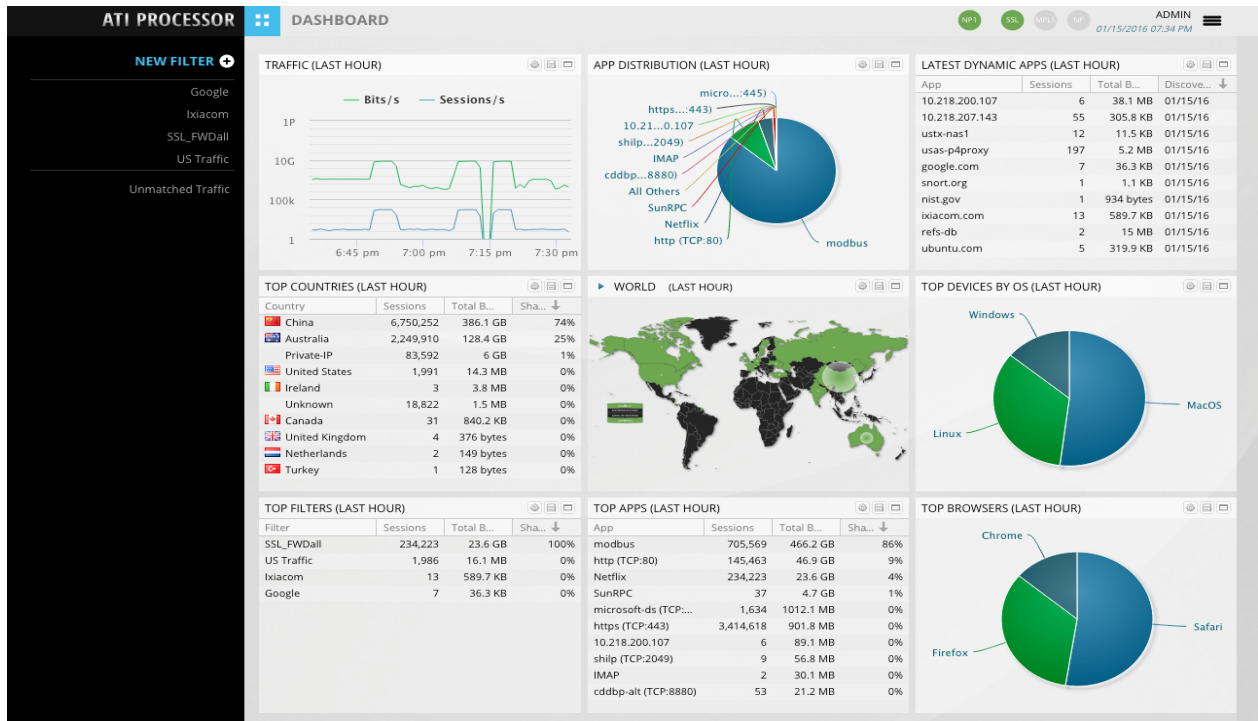 ATI PROCESSOR
DASHBOARD
NP1 SSL MPLS NF
ADMIN
01/15/2016 07:34 PM
NEW FILTER
Google
Ixiacom
SSL_FWDall
US Traffic
Unmatched Traffic
TRAFFIC (LAST HOUR)
Bits/s Sessions/s
1P
10G
100k
1
6:45 pm 7:00 pm 7:15 pm 7:30 pm
APP DISTRIBUTION (LAST HOUR)
micro...:445)
https...:443)
10.21...0.107
shilp...2049)
IMAP
cddbp...8880)
All Others
SunRPC
Netflix
http (TCP:80)
modbus
LATEST DYNAMIC APPS (LAST HOUR)
App Sessions Total B... Discove...
10.218.200.107 6 38.1 MB 01/15/16
10.218.207.143 55 305.8 KB 01/15/16
ustx-nas1 12 11.5 KB 01/15/16
usas-p4proxy 197 5.2 MB 01/15/16
google.com 7 36.3 KB 01/15/16
snort.org 1 1.1 KB 01/15/16
nist.gov 1 934 bytes 01/15/16
ixiacom.com 13 589.7 KB 01/15/16
refs-db 2 15 MB 01/15/16
ubuntu.com 5 319.9 KB 01/15/16
TOP COUNTRIES (LAST HOUR)
Country Sessions Total B... Sha...
China 6,750,252 386.1 GB 74%
Australia 2,249,910 128.4 GB 25%
Private-IP 83,592 6 GB 1%
United States 1,991 14.3 MB 0%
Ireland 3 3.8 MB 0%
Unknown 18,822 1.5 MB 0%
Canada 31 840.2 KB 0%
United Kingdom 4 376 bytes 0%
Netherlands 2 149 bytes 0%
Turkey 1 128 bytes 0%
WORLD (LAST HOUR)
TOP DEVICES BY OS (LAST HOUR)
Windows
MacOS
Linux
TOP FILTERS (LAST HOUR)
Filter Sessions Total B... Sha...
SSL_FWDall 234,223 23.6 GB 100%
US Traffic 1,986 16.1 MB 0%
Ixiacom 13 589.7 KB 0%
Google 7 36.3 KB 0%
TOP APPS (LAST HOUR)
App Sessions Total B... Sha...
modbus 705,569 466.2 GB 86%
http (TCP:80) 145,463 46.9 GB 9%
Netflix 234,223 23.6 GB 4%
SunRPC 37 4.7 GB 1%
microsoft-ds (TCP:... 1,634 1012.1 MB 0%
https (TCP:443) 3,414,618 901.8 MB 0%
10.218.200.107 6 89.1 MB 0%
shilp (TCP:2049) 9 56.8 MB 0%
IMAP 2 30.1 MB 0%
cddbp-alt (TCP:8880) 53 21.2 MB 0%
TOP BROWSERS (LAST HOUR)
Chrome
Safari
Firefox